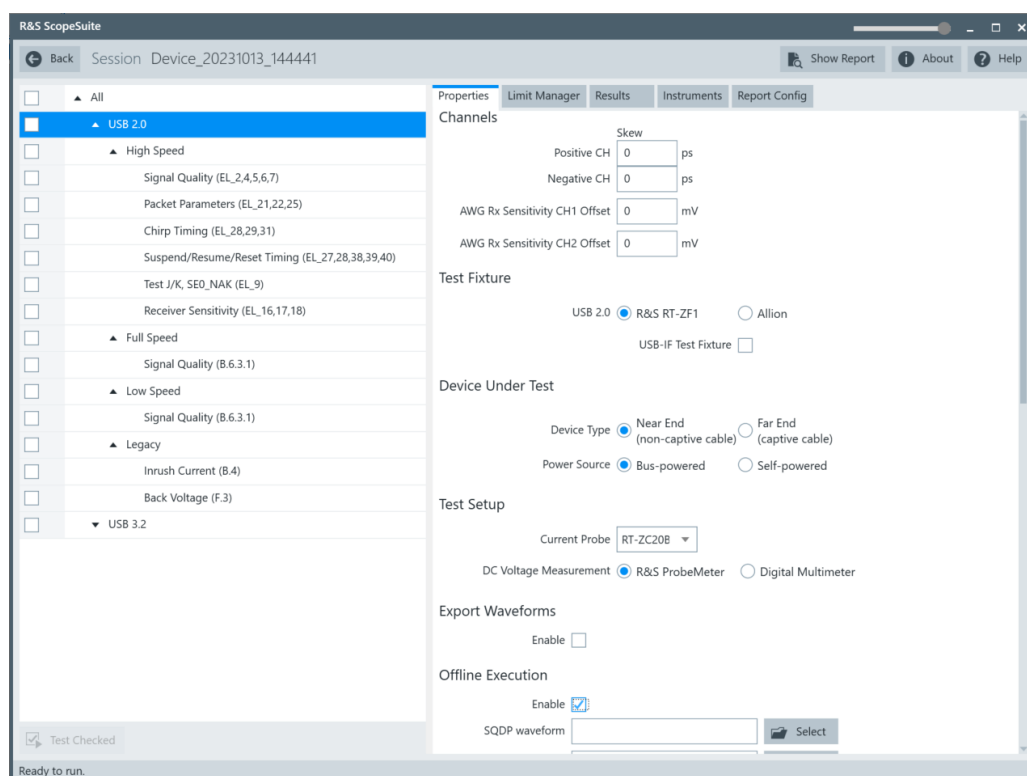 R&S ScopeSuite
Back Session Device_20231013_144441 Show Report About Help
All
USB 2.0
High Speed
Signal Quality (EL_2,4,5,6,7)
Packet Parameters (EL_21,22,25)
Chirp Timing (EL_28,29,31)
Suspend/Resume/Reset Timing (EL_27,28,38,39,40)
Test J/K, SE0_NAK (EL_9)
Receiver Sensitivity (EL_16,17,18)
Full Speed
Signal Quality (B.6.3.1)
Low Speed
Signal Quality (B.6.3.1)
Legacy
Inrush Current (B.4)
Back Voltage (F.3)
USB 3.2
Test Checked
Properties Limit Manager Results Instruments Report Config
Channels
Skew
Positive CH 0 ps
Negative CH 0 ps
AWG Rx Sensitivity CH1 Offset 0 mV
AWG Rx Sensitivity CH2 Offset 0 mV
Test Fixture
USB 2.0 R&S RT-ZF1 Allion
USB-IF Test Fixture
Device Under Test
Device Type Near End (non-captive cable) Far End (captive cable)
Power Source Bus-powered Self-powered
Test Setup
Current Probe RT-ZC20B
DC Voltage Measurement R&S ProbeMeter Digital Multimeter
Export Waveforms
Enable
Offline Execution
Enable
SQDP waveform Select
Ready to run.